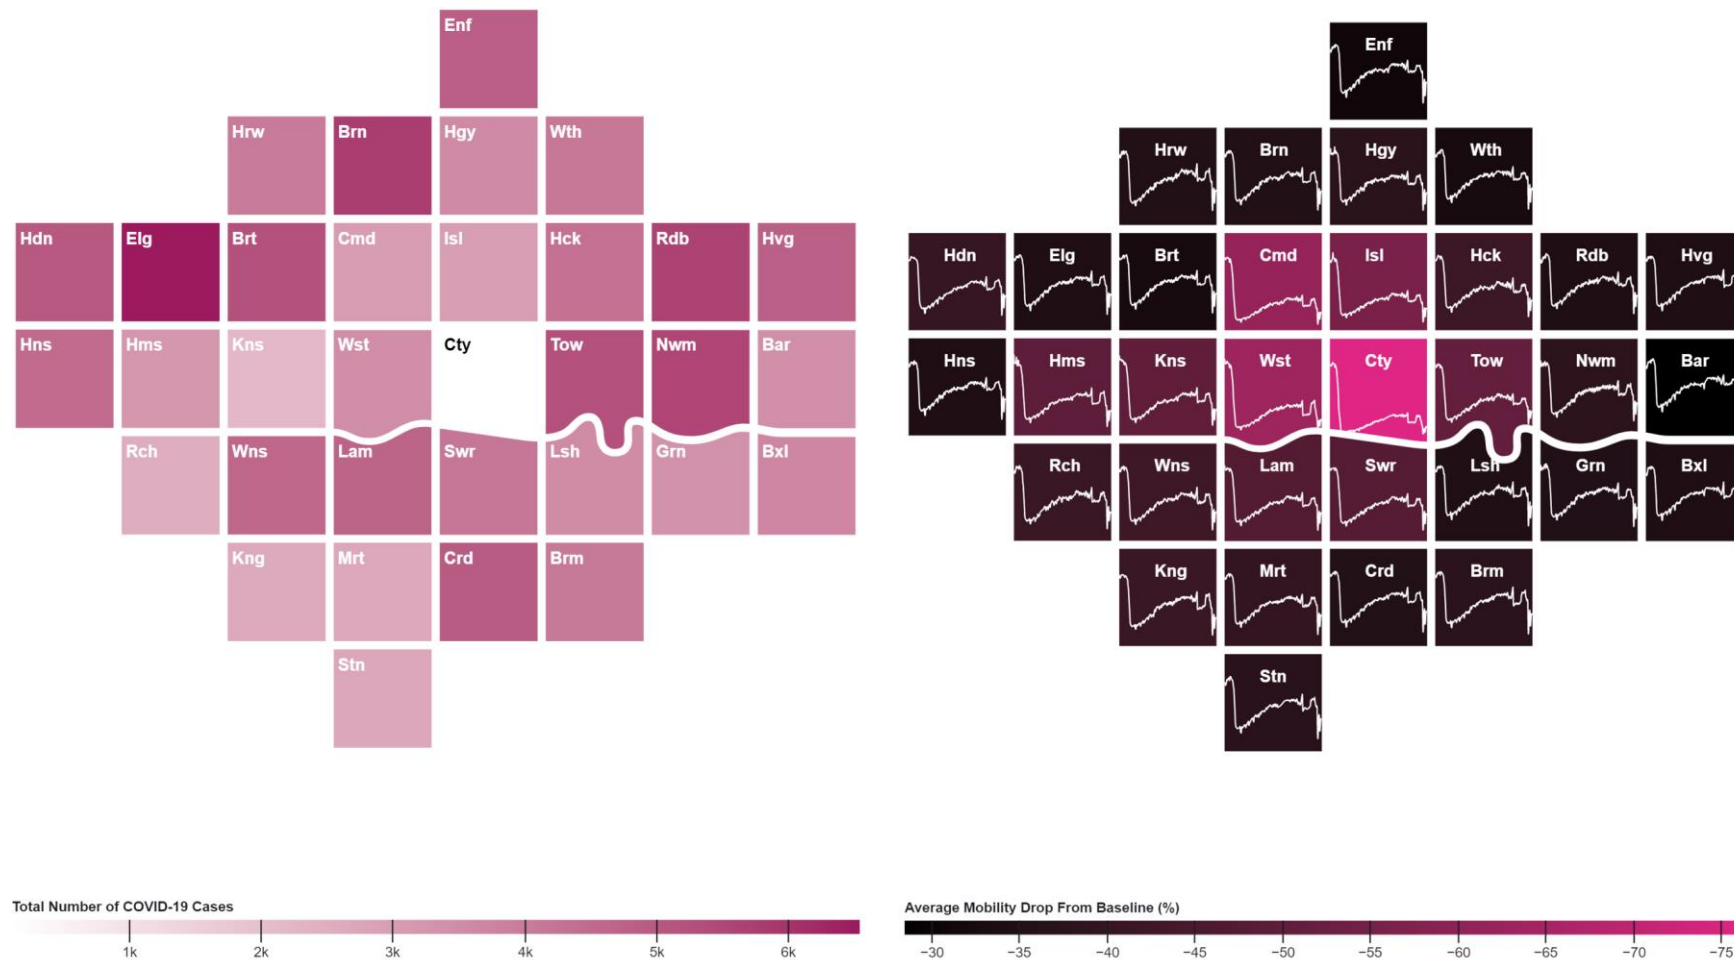 Enf
Hrw Brn Hgy Wth
Hdn Elg Brt Cmd Isl Hck Rdb Hvg
Hns Hms Kns Wst Cty Tow Nwm Bar
Rch Wns Lam Swr Lsh Grn Bxl
Kng Mrt Crd Brm
Stn
Total Number of COVID-19 Cases
1k 2k 3k 4k 5k 6k
Enf
Hrw Brn Hgy Wth
Hdn Elg Brt Cmd Isl Hck Rdb Hvg
Hns Hms Kns Wst Cty Tow Nwm Bar
Rch Wns Lam Swr Lsh Grn Bxl
Kng Mrt Crd Brm
Stn
Average Mobility Drop From Baseline (%)
−30 −35 −40 −45 −50 −55 −60 −65 −70 −75